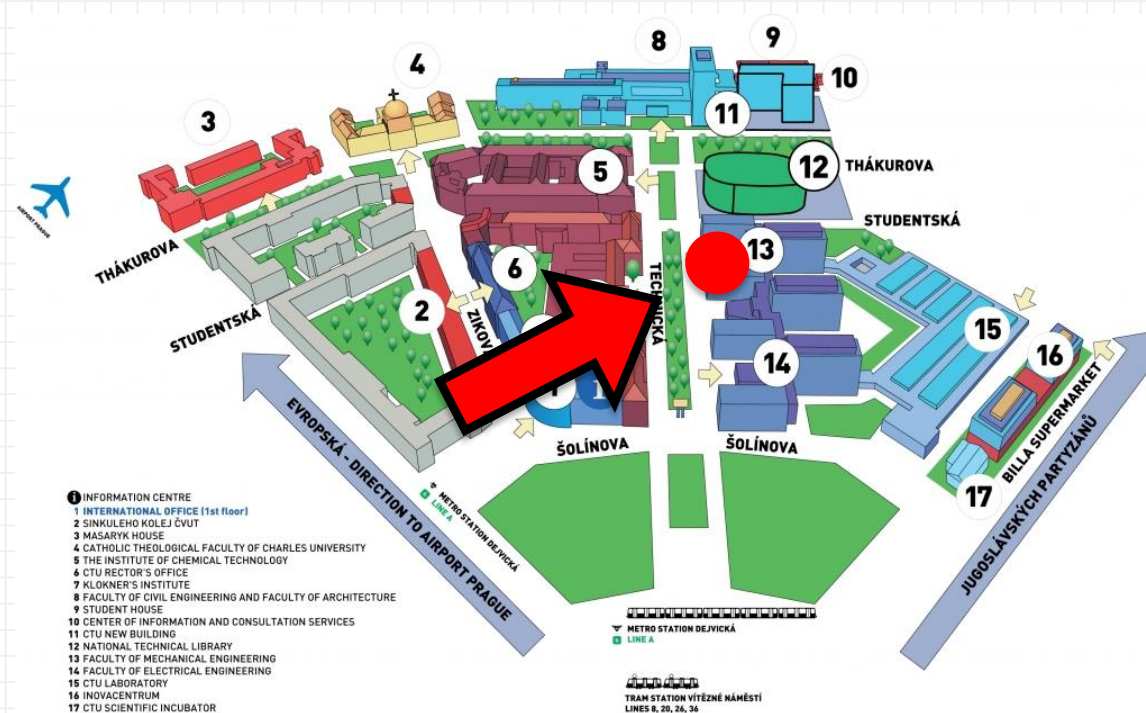 8
9
4
10
3
11
5
12
THÁKUROVA
AIRPORT PRAGUE
STUDENTSKÁ
THÁKUROVA
13
6
TECHNICKÁ
2
ZIKOV
STUDENTSKÁ
15
16
14
EVROPSKÁ - DIRECTION TO AIRPORT PRAGUE
i
ŠOLÍNOVA
ŠOLÍNOVA
BILLA SUPERMARKET
17
JUGOSLÁVSKÝCH PARTYZÁNŮ
METRO STATION DEJVICKÁ
LINE A
i INFORMATION CENTRE
1 INTERNATIONAL OFFICE (1st floor)
2 SINKULEHO KOLEJ ČVUT
3 MASARYK HOUSE
4 CATHOLIC THEOLOGICAL FACULTY OF CHARLES UNIVERSITY
5 THE INSTITUTE OF CHEMICAL TECHNOLOGY
6 CTU RECTOR'S OFFICE
7 KLOKNER'S INSTITUTE
8 FACULTY OF CIVIL ENGINEERING AND FACULTY OF ARCHITECTURE
9 STUDENT HOUSE
10 CENTER OF INFORMATION AND CONSULTATION SERVICES
11 CTU NEW BUILDING
12 NATIONAL TECHNICAL LIBRARY
13 FACULTY OF MECHANICAL ENGINEERING
14 FACULTY OF ELECTRICAL ENGINEERING
15 CTU LABORATORY
16 INOVACENTRUM
17 CTU SCIENTIFIC INCUBATOR
METRO STATION DEJVICKÁ
LINE A
TRAM STATION VÍTĚZNÉ NÁMĚSTÍ
LINES 8, 20, 26, 36